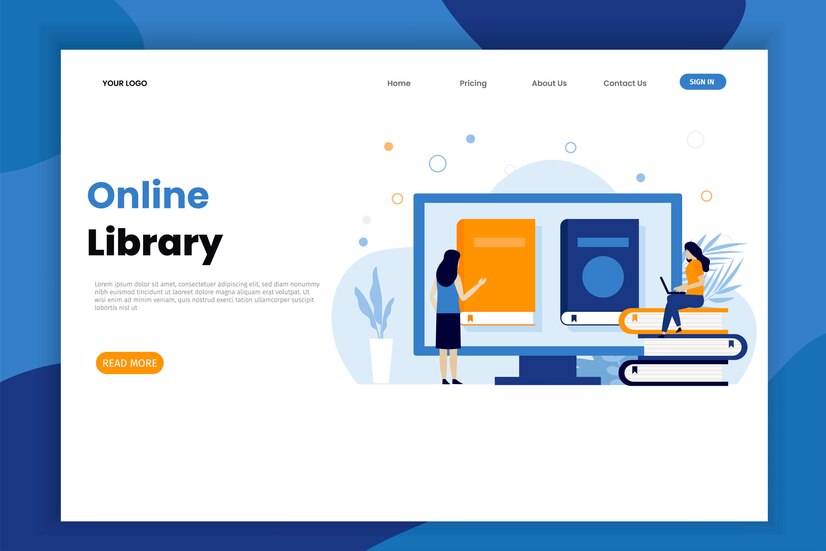 YOUR LOGO
Home
Pricing
About Us
Contact Us
SIGN IN
Online
Library
Lorem ipsum dolor sit amet, consectetuer adipiscing elit, sed diam nonummy
nibh euismod tincidunt ut laoreet dolore magna aliquam erat volutpat. Ut
wisi enim ad minim veniam, quis nostrud exerci tation ullamcorper suscipit
lobortis nisl ut
READ MORE